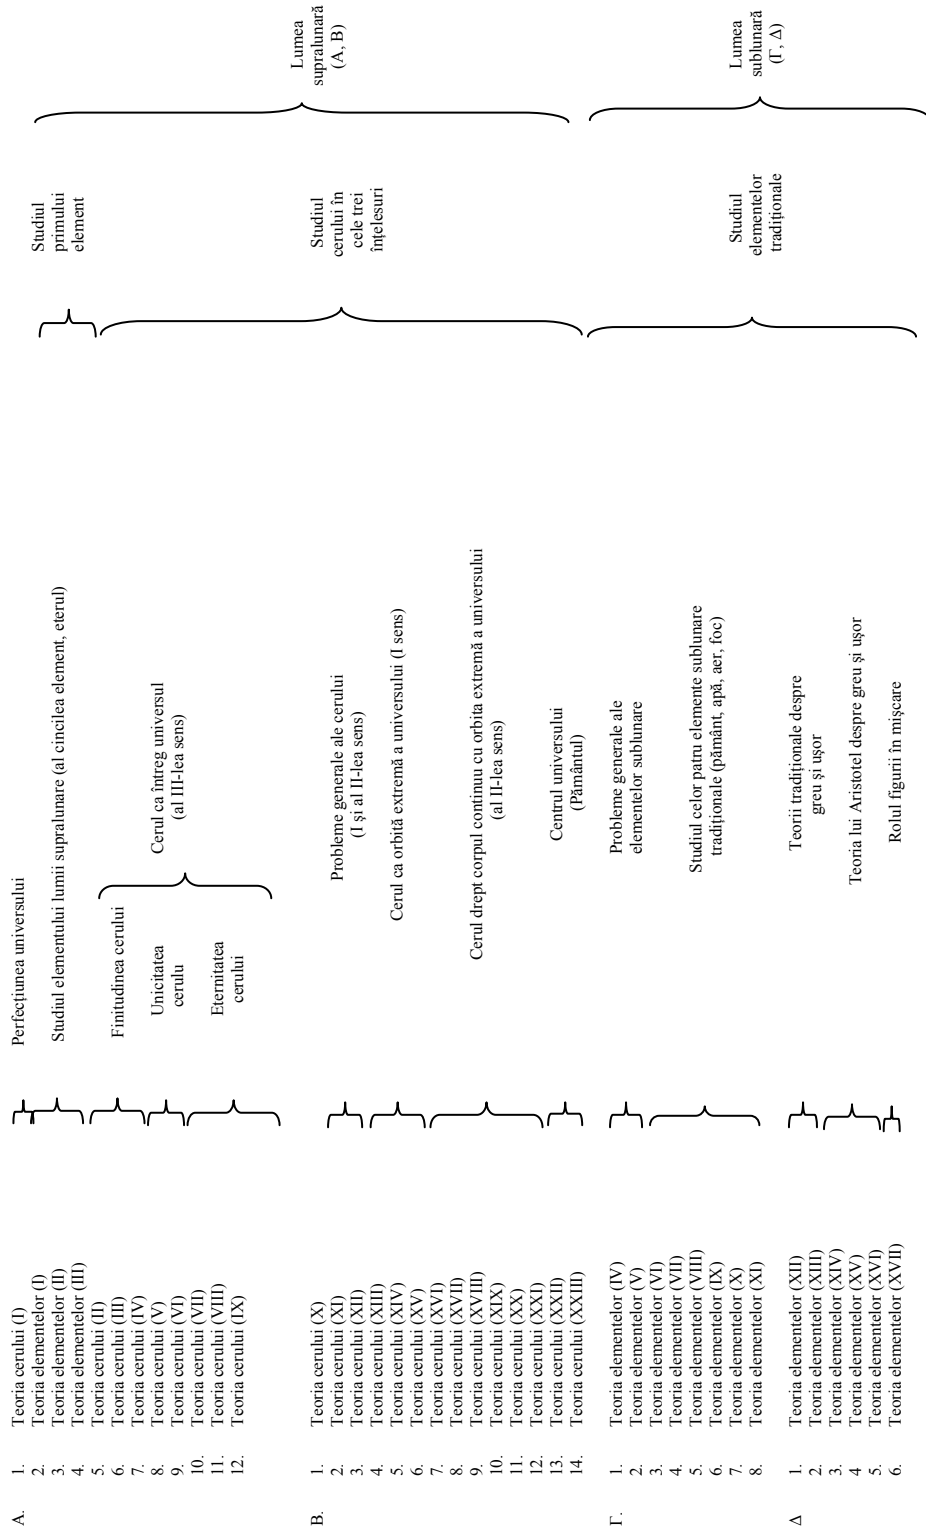 A. 1. Teoria cerului (I)
2. Teoria elementelor (I)
3. Teoria elementelor (II)
4. Teoria elementelor (III)
5. Teoria cerului (II)
6. Teoria cerului (III)
7. Teoria cerului (IV)
8. Teoria cerului (V)
9. Teoria cerului (VI)
10. Teoria cerului (VII)
11. Teoria cerului (VIII)
12. Teoria cerului (IX)
Perfecțiunea universului
Studiul elementului lumii supralunare (al cincilea element, eterul)
Finitudinea cerului
Unicitatea
cerulu
Eternitatea
cerului
Cerul ca întreg universul
(al III-lea sens)
B. 1. Teoria cerului (X)
2. Teoria cerului (XI)
3. Teoria cerului (XII)
4. Teoria cerului (XIII)
5. Teoria cerului (XIV)
6. Teoria cerului (XV)
7. Teoria cerului (XVI)
8. Teoria cerului (XVII)
9. Teoria cerului (XVIII)
10. Teoria cerului (XIX)
11. Teoria cerului (XX)
12. Teoria cerului (XXI)
13. Teoria cerului (XXII)
14. Teoria cerului (XXIII)
Probleme generale ale cerului
(I și al II-lea sens)
Cerul ca orbită extremă a universului (I sens)
Cerul drept corpul continuu cu orbita extremă a universului
(al II-lea sens)
Centrul universului
(Pământul)
Γ. 1. Teoria elementelor (IV)
2. Teoria elementelor (V)
3. Teoria elementelor (VI)
4. Teoria elementelor (VII)
5. Teoria elementelor (VIII)
6. Teoria elementelor (IX)
7. Teoria elementelor (X)
8. Teoria elementelor (XI)
Probleme generale ale
elementelor sublunare
Studiul celor patru elemente sublunare
tradiționale (pământ, apă, aer, foc)
Δ 1. Teoria elementelor (XII)
2. Teoria elementelor (XIII)
3. Teoria elementelor (XIV)
4 Teoria elementelor (XV)
5. Teoria elementelor (XVI)
6. Teoria elementelor (XVII)
Teorii tradiționale despre
greu și ușor
Teoria lui Aristotel despre greu și ușor
Rolul figurii în mișcare
Studiul
primului
element
Studiul
cerului în
cele trei
înțelesuri
Studiul
elementelor
tradiționale
Lumea
supralunară
(A, B)
Lumea
sublunară
(Γ, Δ)